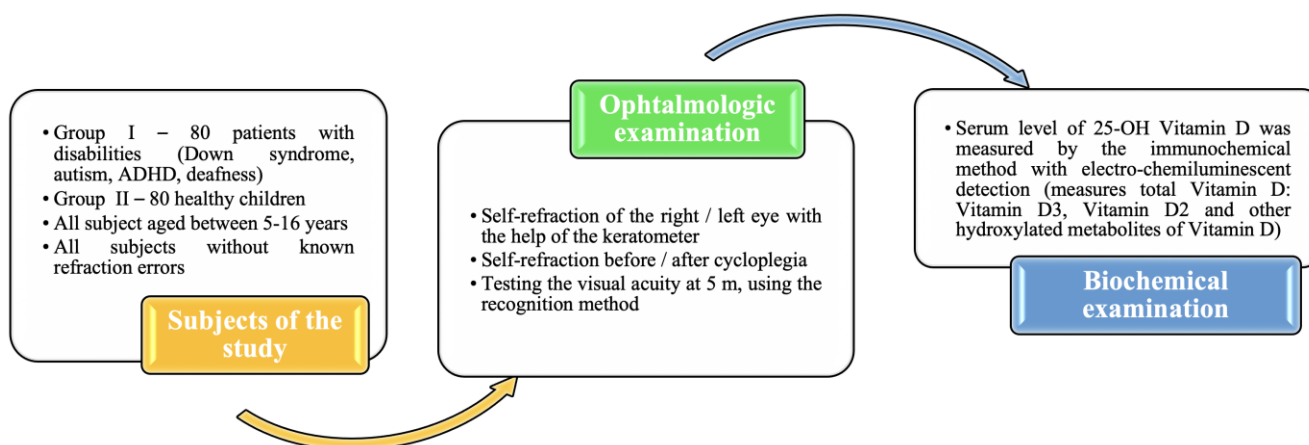 • Group I – 80 patients with
disabilities (Down syndrome,
autism, ADHD, deafness)
• Group II – 80 healthy children
• All subject aged between 5-16 years
• All subjects without known
refraction errors
Subjects of the
study
Ophtalmologic
examination
• Self-refraction of the right / left eye with
the help of the keratometer
• Self-refraction before / after cycloplegia
• Testing the visual acuity at 5 m, using the
recognition method
• Serum level of 25-OH Vitamin D was
measured by the immunochemical
method with electro-chemiluminescent
detection (measures total Vitamin D:
Vitamin D3, Vitamin D2 and other
hydroxylated metabolites of Vitamin D)
Biochemical
examination